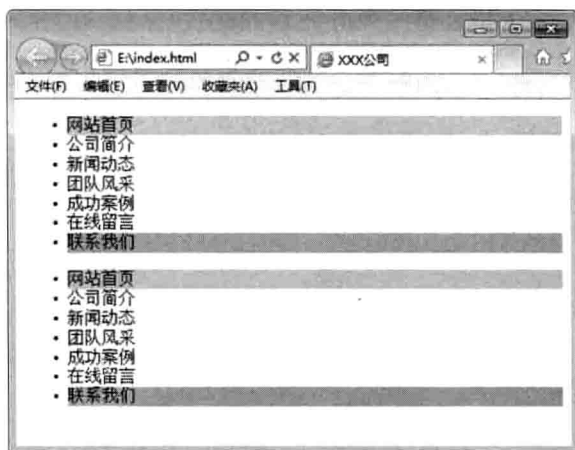 E:\index.html
XXX公司
文件(F) 编辑(E) 查看(V) 收藏夹(A) 工具(T)
• 网站首页
• 公司简介
• 新闻动态
• 团队风采
• 成功案例
• 在线留言
• 联系我们
• 网站首页
• 公司简介
• 新闻动态
• 团队风采
• 成功案例
• 在线留言
• 联系我们